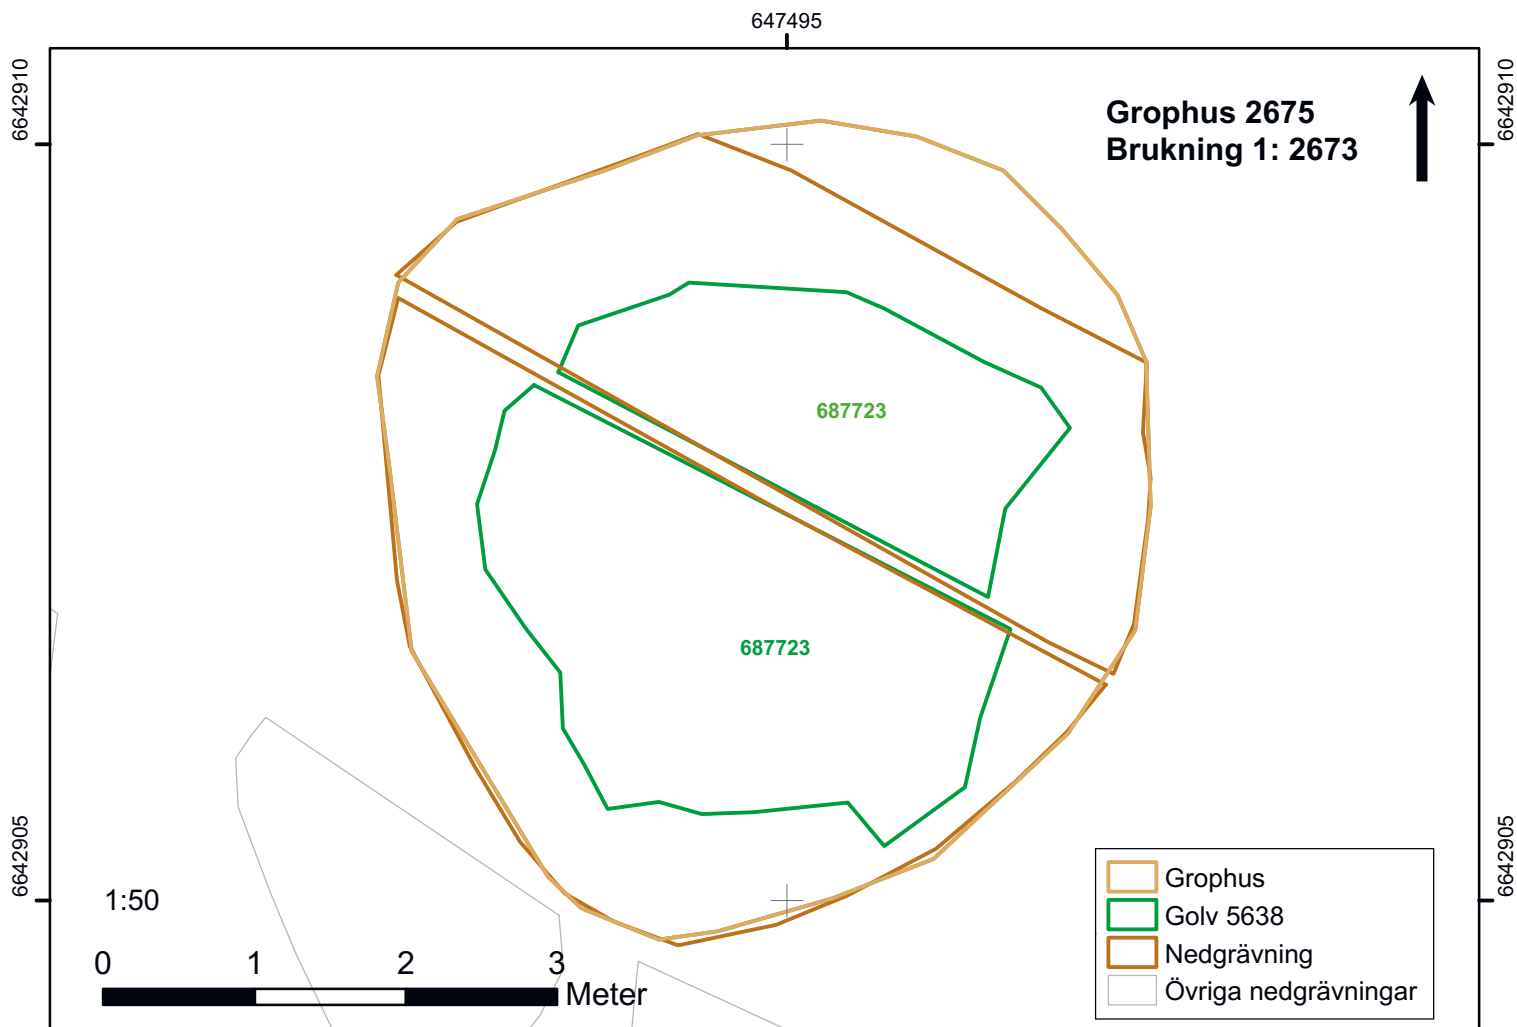 647495
6642910
6642910
Grophus 2675
Brukning 1: 2673
687723
687723
6642905
6642905
1:50
0 1 2 3
Meter
Grophus
Golv 5638
Nedgrävning
Övriga nedgrävningar